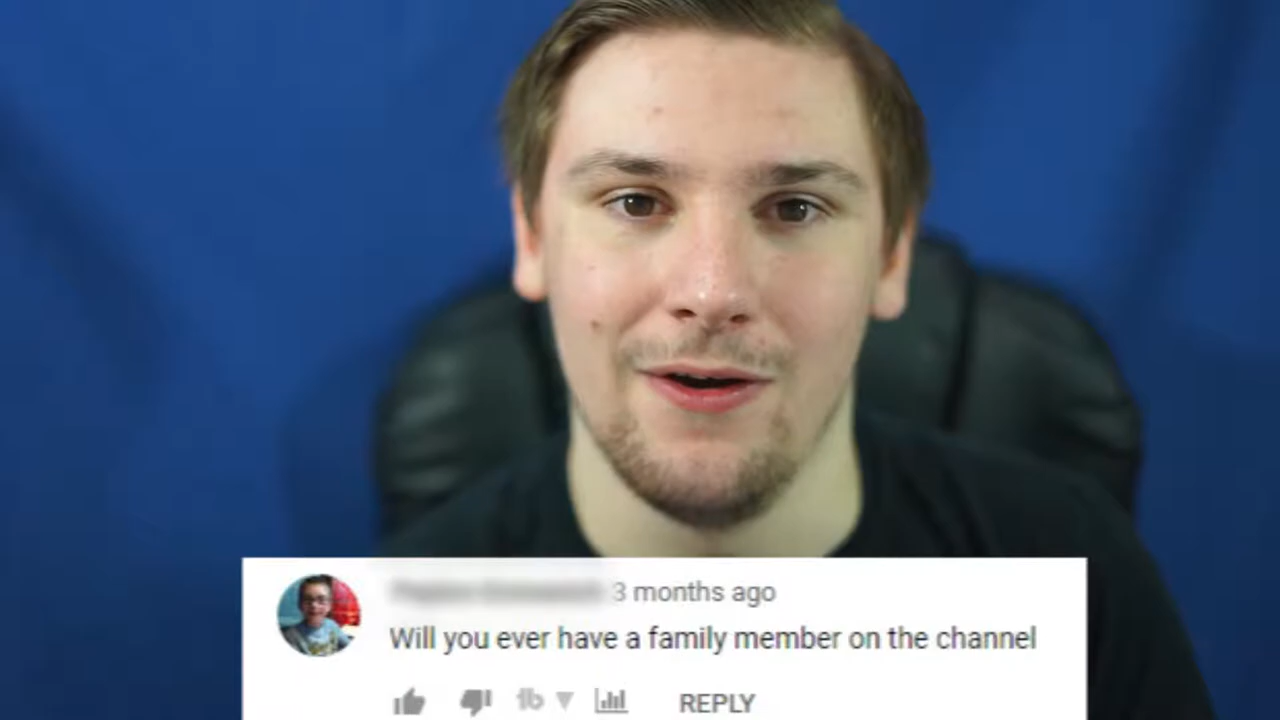 3 months ago
Will you ever have a family member on the channel
REPLY